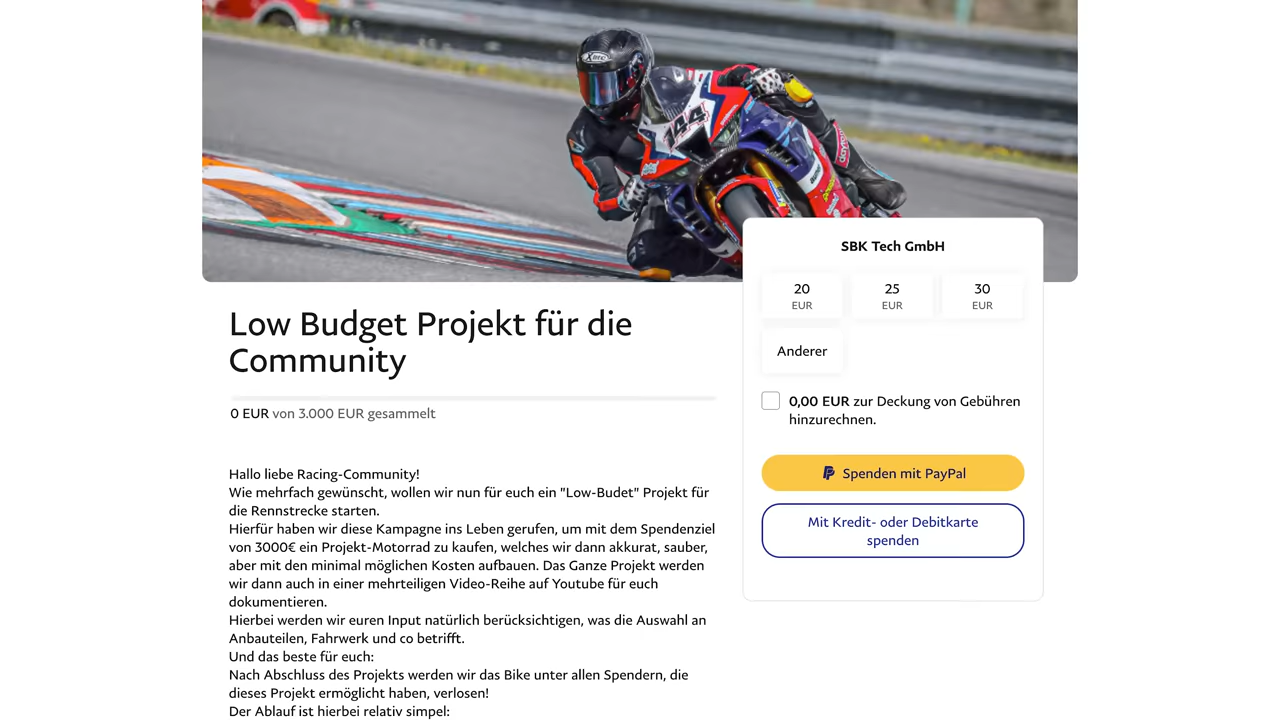 X-lite
44
SBK Tech GmbH
20
EUR
25
EUR
30
EUR
Anderer
0,00 EUR zur Deckung von Gebühren
hinzurechnen.
Spenden mit PayPal
Mit Kredit- oder Debitkarte
spenden
Low Budget Projekt für die
Community
0 EUR von 3.000 EUR gesammelt
Hallo liebe Racing-Community!
Wie mehrfach gewünscht, wollen wir nun für euch ein "Low-Budet" Projekt für
die Rennstrecke starten.
Hierfür haben wir diese Kampagne ins Leben gerufen, um mit dem Spendenziel
von 3000€ ein Projekt-Motorrad zu kaufen, welches wir dann akkurat, sauber,
aber mit den minimal möglichen Kosten aufbauen. Das Ganze Projekt werden
wir dann auch in einer mehrteiligen Video-Reihe auf Youtube für euch
dokumentieren.
Hierbei werden wir euren Input natürlich berücksichtigen, was die Auswahl an
Anbauteilen, Fahrwerk und co betrifft.
Und das beste für euch:
Nach Abschluss des Projekts werden wir das Bike unter allen Spendern, die
dieses Projekt ermöglicht haben, verlosen!
Der Ablauf ist hierbei relativ simpel: